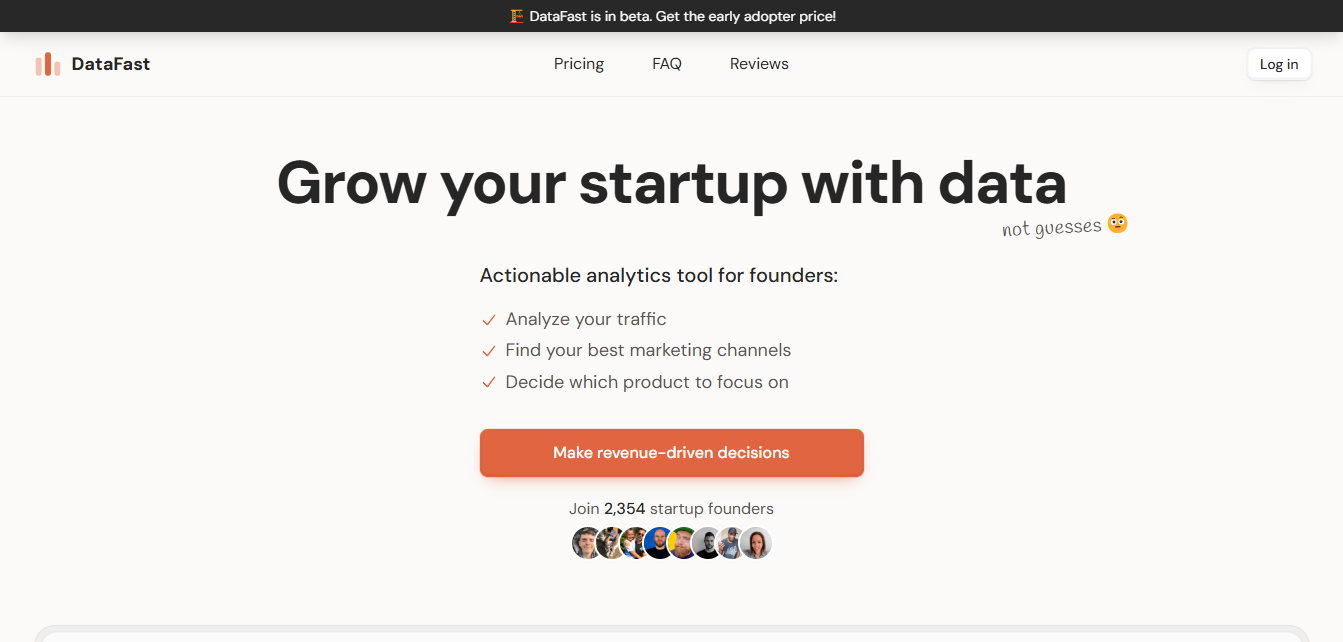 🏗️ DataFast is in beta. Get the early adopter price!
DataFast
Pricing FAQ Reviews
Log in
Grow your startup with data
not guesses 😳
Actionable analytics tool for founders:
Analyze your traffic
Find your best marketing channels
Decide which product to focus on
Make revenue-driven decisions
Join 2,354 startup founders